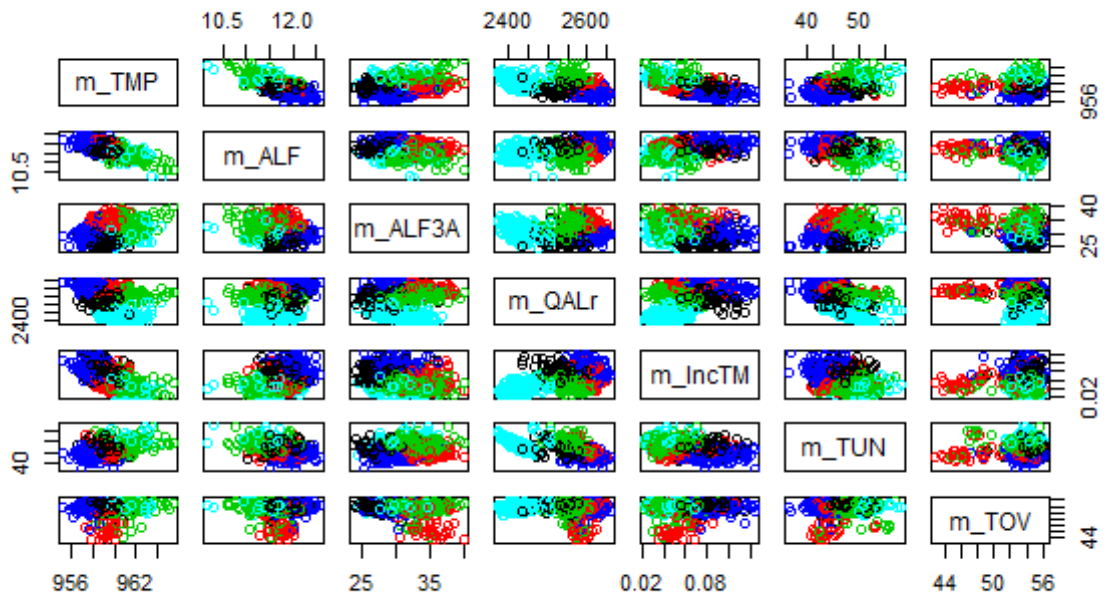 10.5 12.0 2400 2600 40 50
m_TMP 956
10.5 m_ALF
m_ALF3A 25 40
2400 m_QALr
m_IncTM 0.02
40 m_TUN
m_TOV 44
956 962 25 35 0.02 0.08 44 50 56